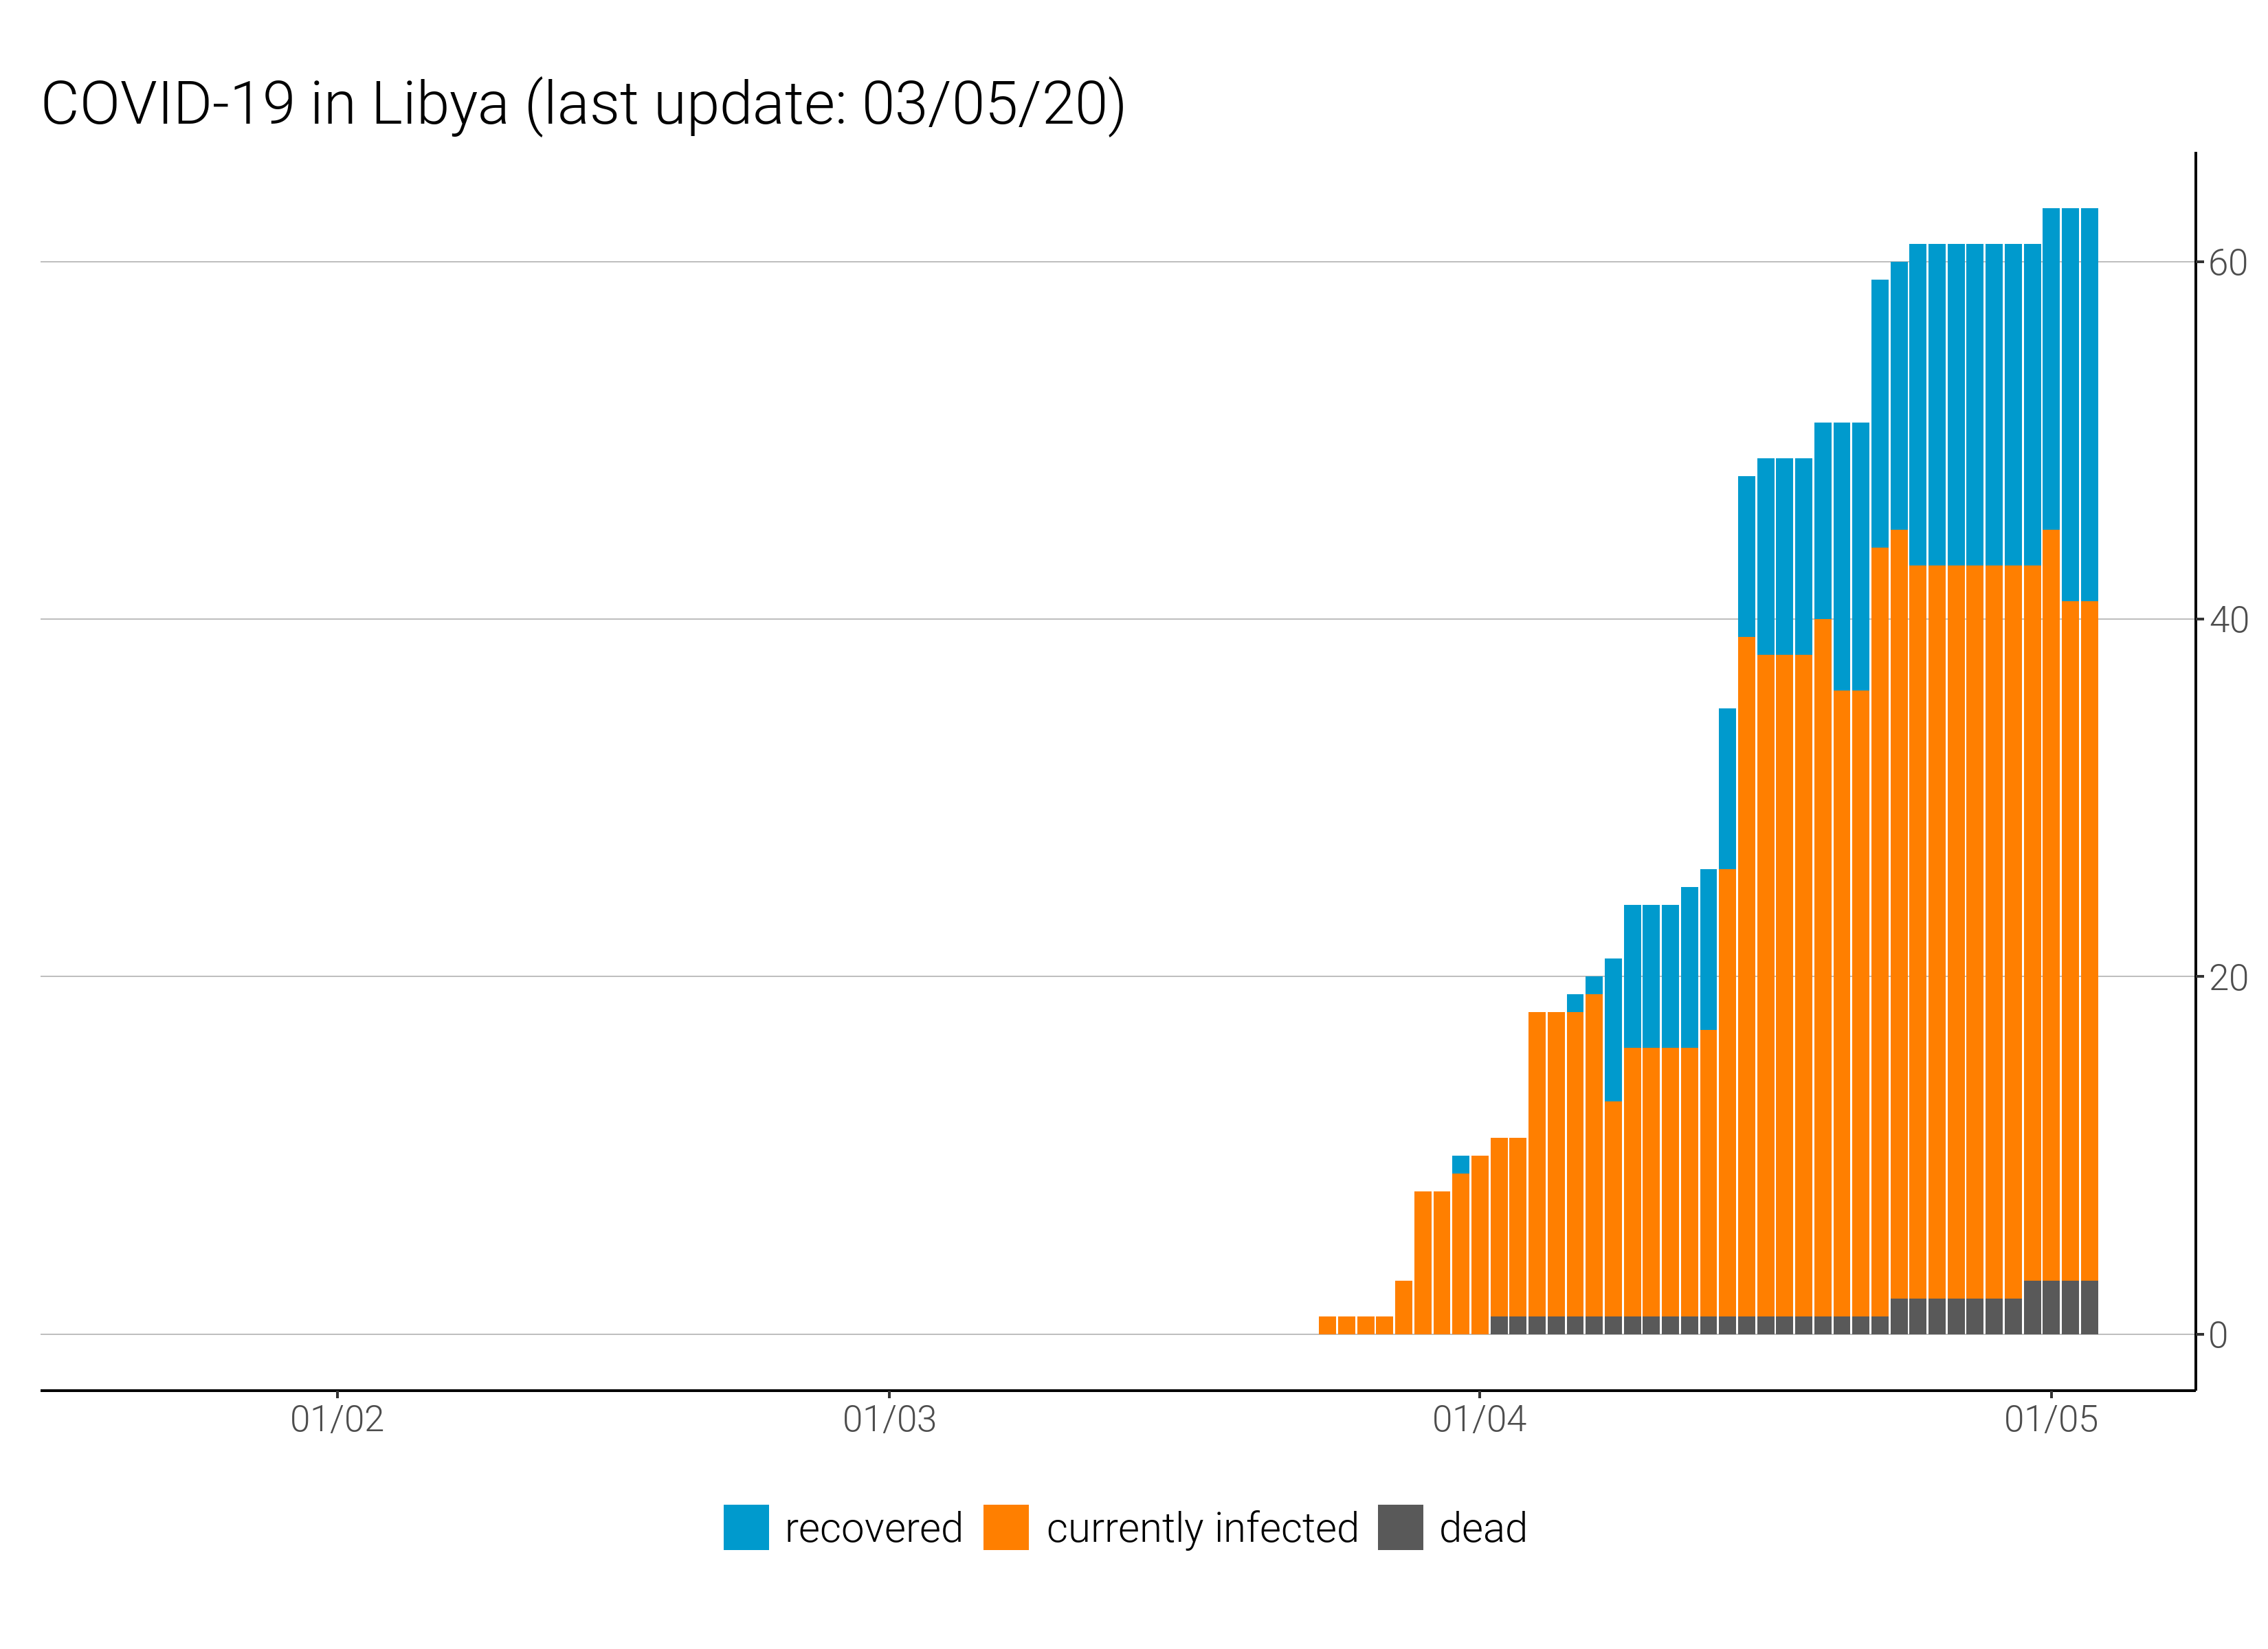 COVID-19 in Libya (last update: 03/05/20)
60
40
20
0
01/02 01/03 01/04 01/05
recovered currently infected dead